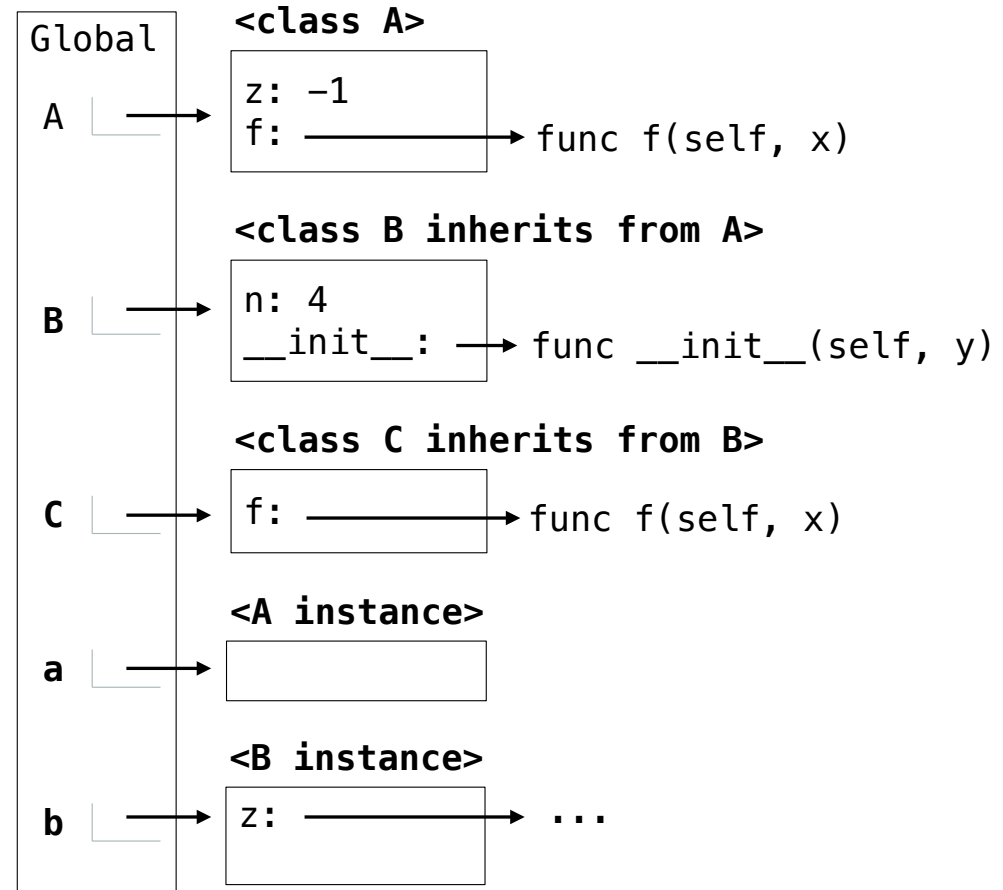 Global
<class A>
A
z: −1
f:
func f(self, x)
<class B inherits from A>
B
n: 4
__init__:
func __init__(self, y)
<class C inherits from B>
C
f:
func f(self, x)
<A instance>
a
<B instance>
b
z:
...